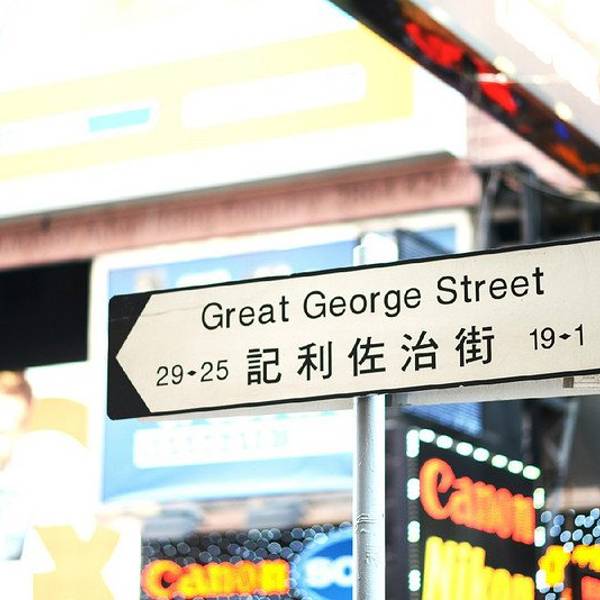 Great George Street
29-25 記利佐治街 19-1
Canon
Nikon
Canon